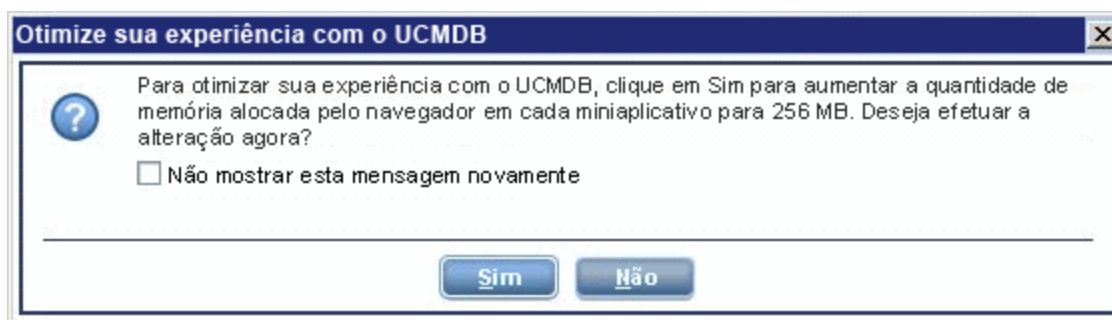 Otimize sua experiência com o UCMDB
Para otimizar sua experiência com o UCMDB, clique em Sim para aumentar a quantidade de
memória alocada pelo navegador em cada miniaplicativo para 256 MB. Deseja efetuar a
alteração agora?
Não mostrar esta mensagem novamente
Sim Não